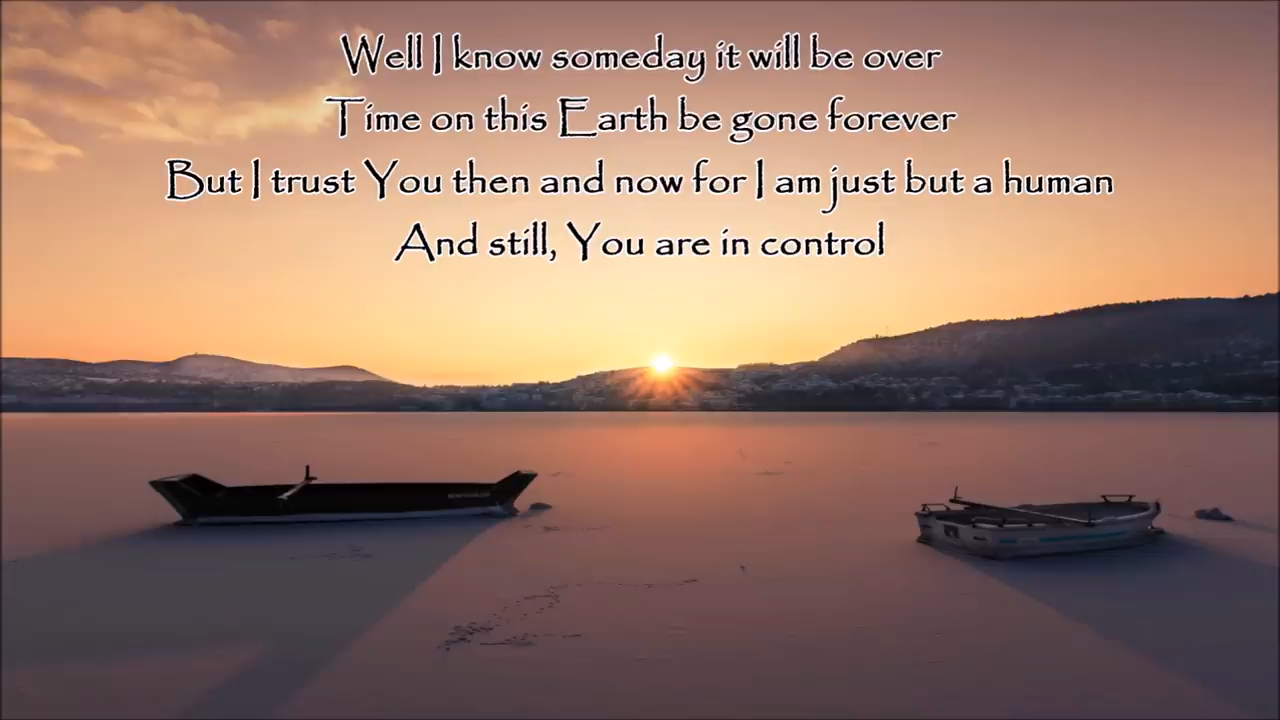 Well I know someday it will be over
Time on this Earth be gone forever
But I trust You then and now for I am just but a human
And still, You are in control